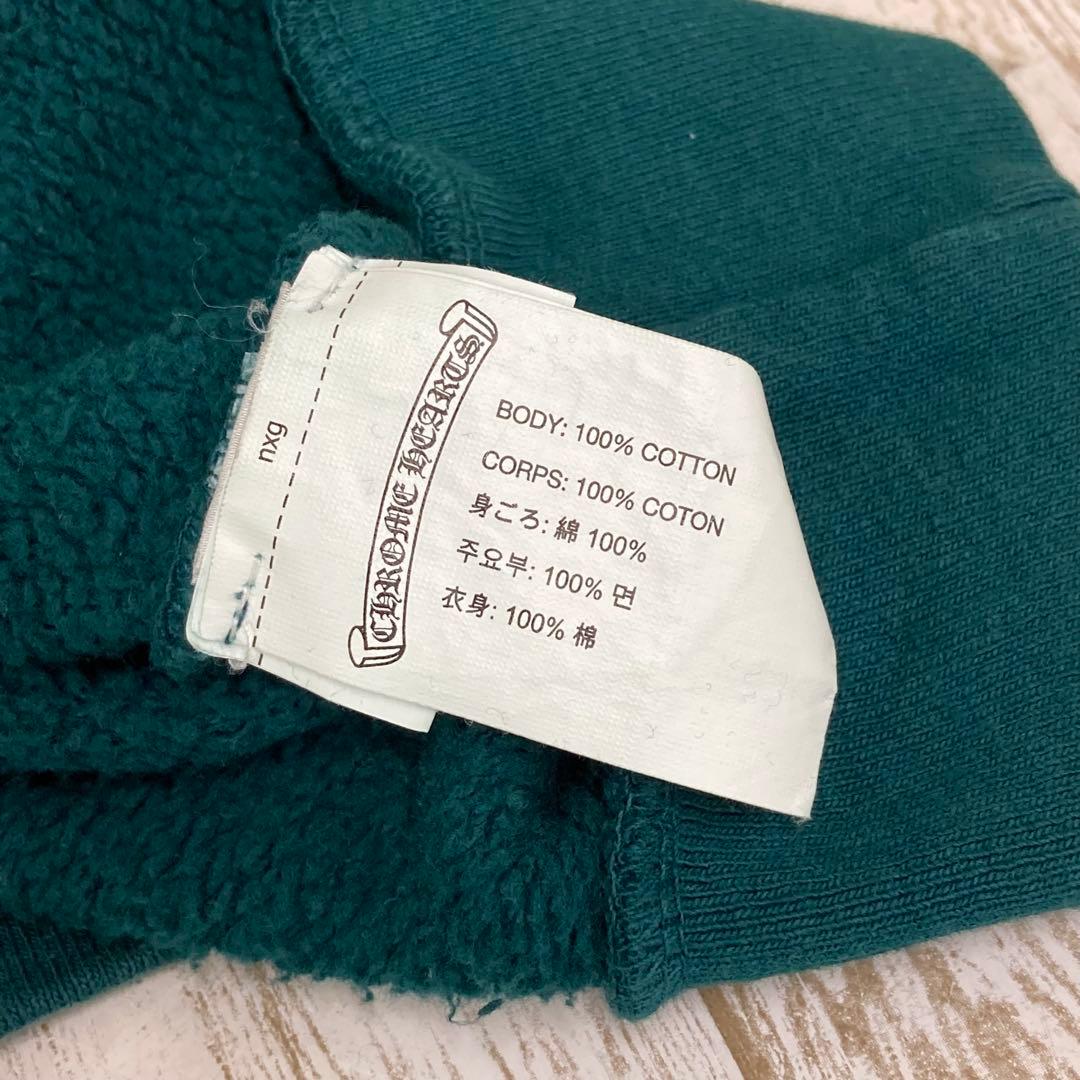 nxg
CHROME HEARTS
BODY: 100% COTTON
CORPS: 100% COTON
身ごろ: 綿 100%
주요부: 100% 면
衣身: 100% 棉